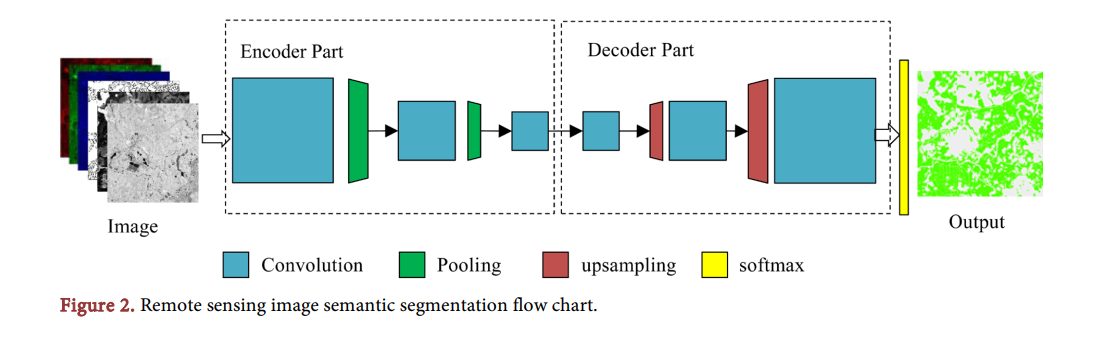 Encoder Part
Decoder Part
Image
Output
Convolution
Pooling
upsampling
softmax
Figure 2. Remote sensing image semantic segmentation flow chart.